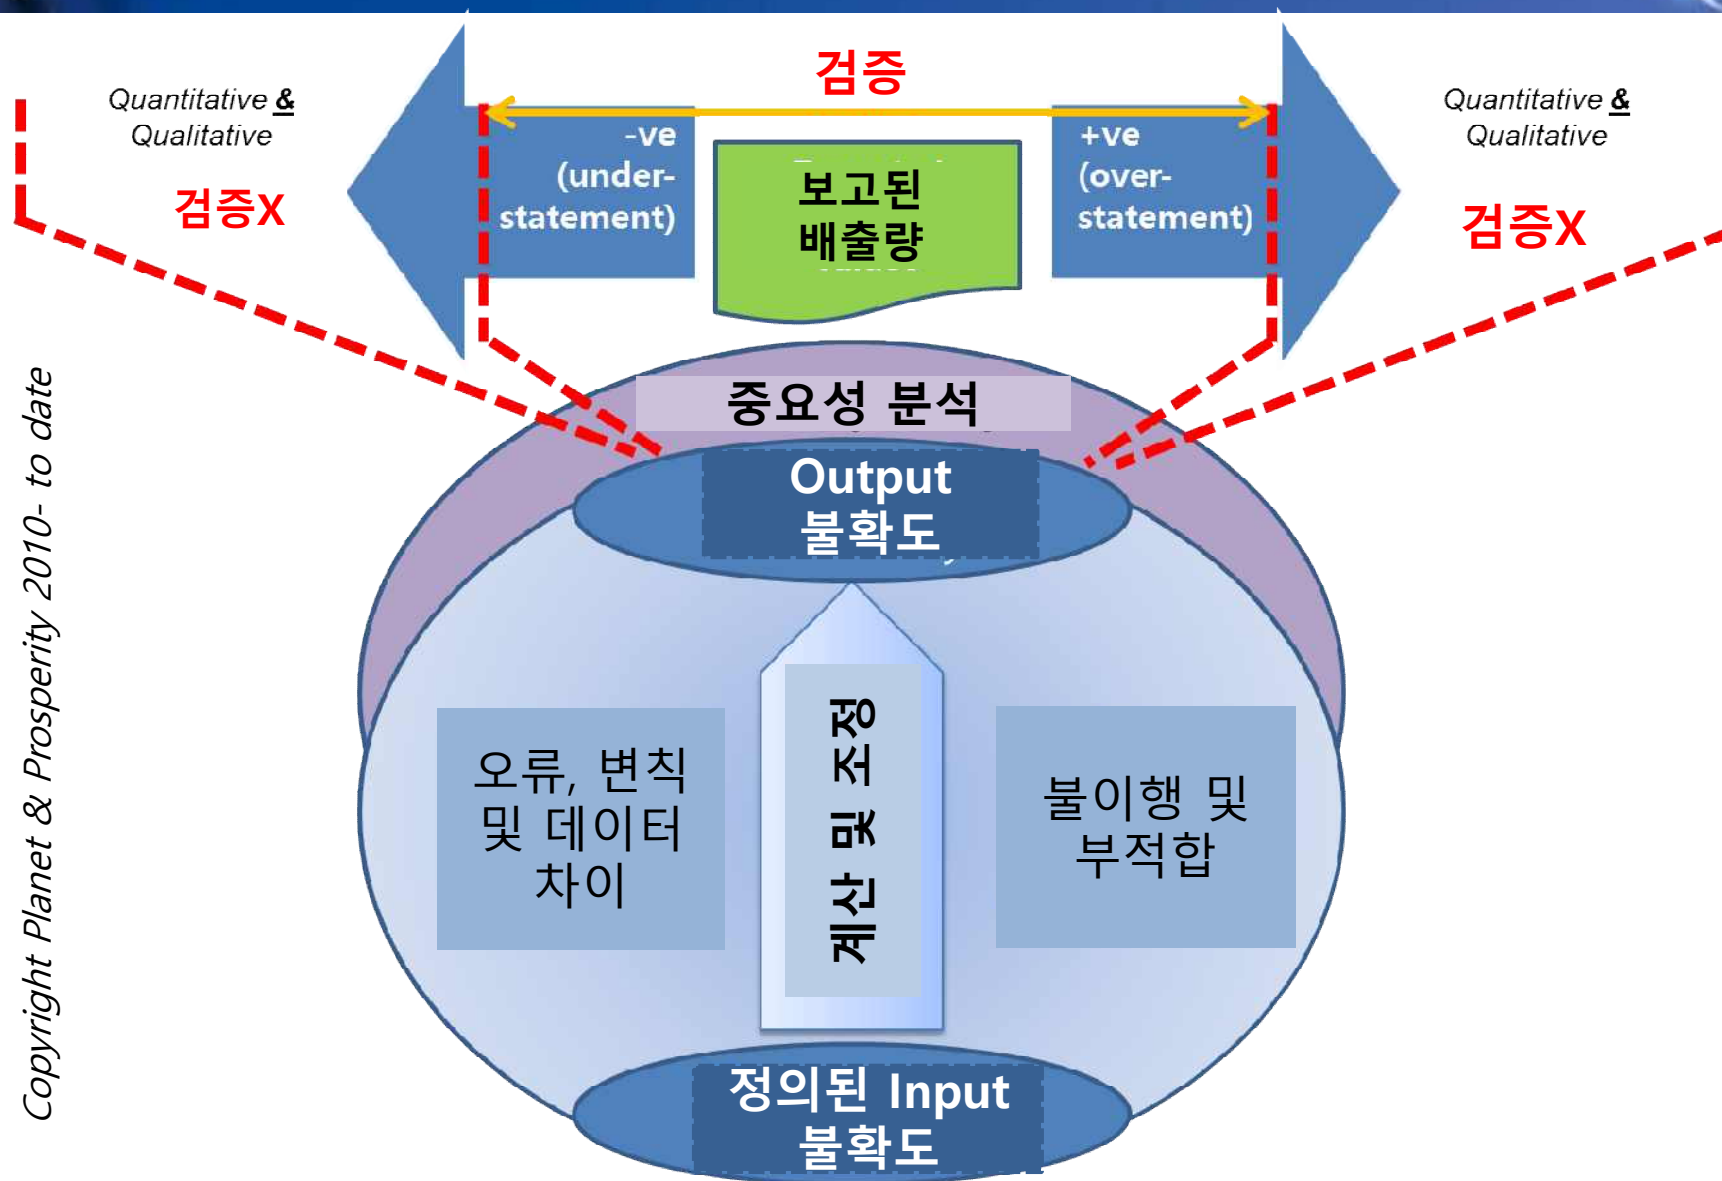 검증
Quantitative &
Qualitative
검증X
-ve
(under-
statement)
보고된
배출량
+ve
(over-
statement)
Quantitative &
Qualitative
검증X
중요성 분석
Output
불확도
오류, 변칙
및 데이터
차이
계산 및 조정
불이행 및
부적합
정의된 Input
불확도
Copyright Planet & Prosperity 2010- to date